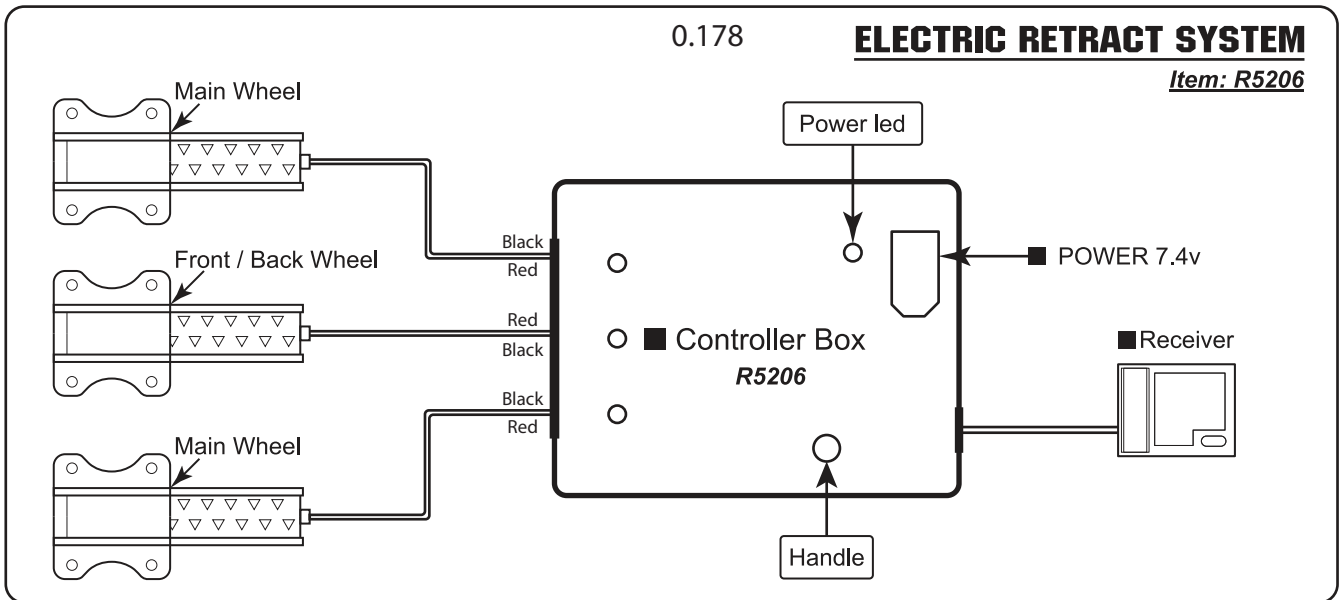 0.178
ELECTRIC RETRACT SYSTEM
Item: R5206
Main Wheel
Power led
Black
Red
Front / Back Wheel
POWER 7.4v
Red
Black
Controller Box
R5206
Receiver
Black
Red
Main Wheel
Handle